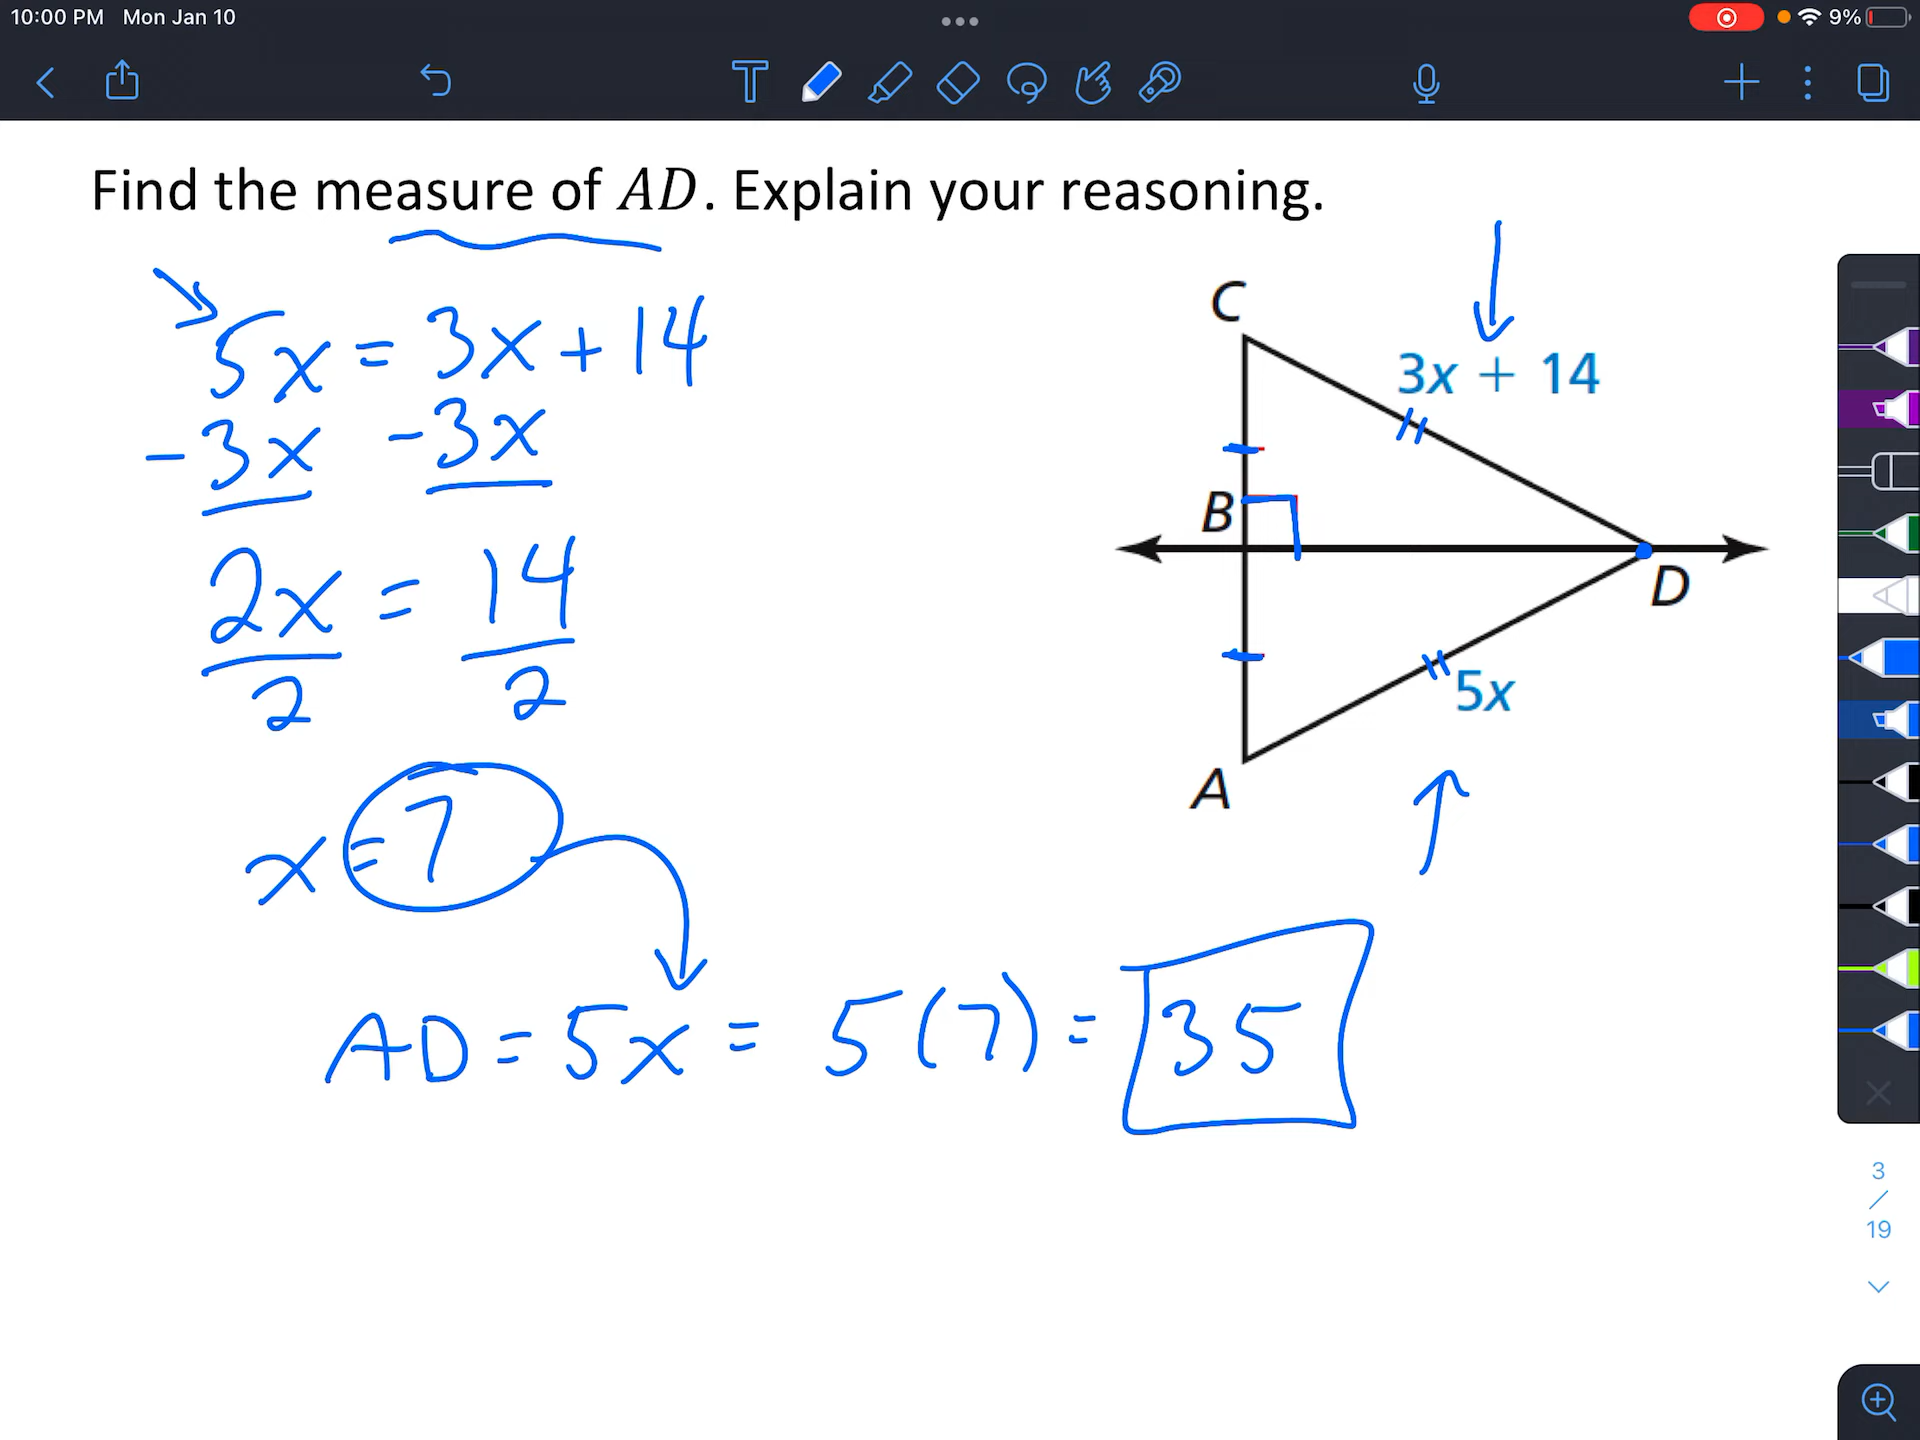 10:00 PM Mon Jan 10
9%
T
Find the measure of AD. Explain your reasoning.
5x = 3x + 14
-3x -3x
2x = 14
2 2
x = 7
AD = 5x = 5(7) = 35
C
3x + 14
B
D
5x
A
3
/
19